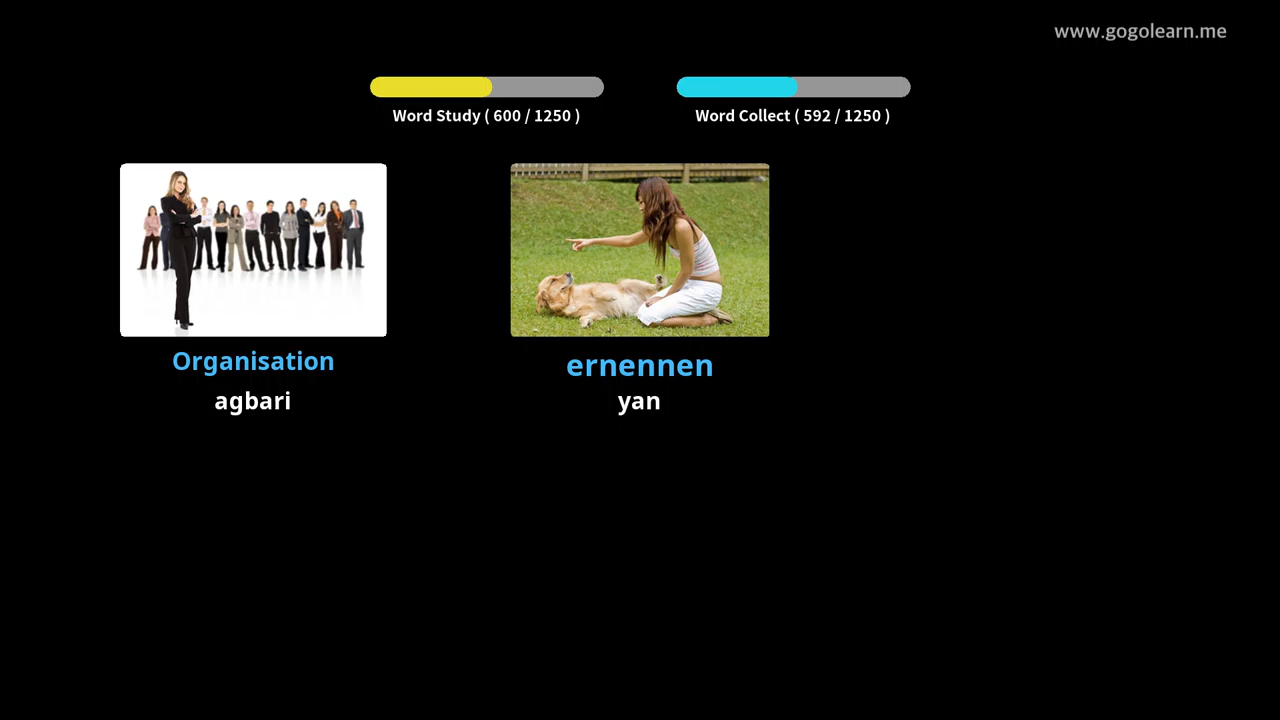 www.gogolearn.me
Word Study ( 600 / 1250 )
Word Collect ( 592 / 1250 )
Organisation
agbari
ernennen
yan